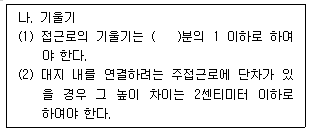 나. 기울기
(1) 접근로의 기울기는 (   )분의 1 이하로 하여
야 한다.
(2) 대지 내를 연결하려는 주접근로에 단차가 있
을 경우 그 높이 차이는 2센티미터 이하로
하여야 한다.